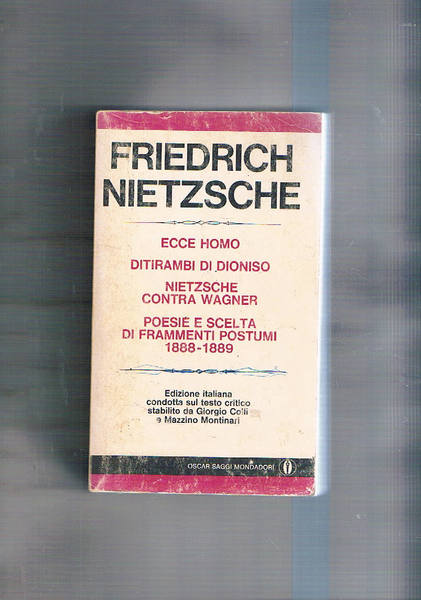 FRIEDRICH
NIETZSCHE
ECCE HOMO
DITIRAMBI DI DIONISO
NIETZSCHE
CONTRA WAGNER
POESIE E SCELTA
DI FRAMMENTI POSTUMI
1888-1889
Edizione italiana
condotta sul testo critico
stabilito da Giorgio Colli
e Mazzino Montinari
OSCAR SAGGI MONDADORI